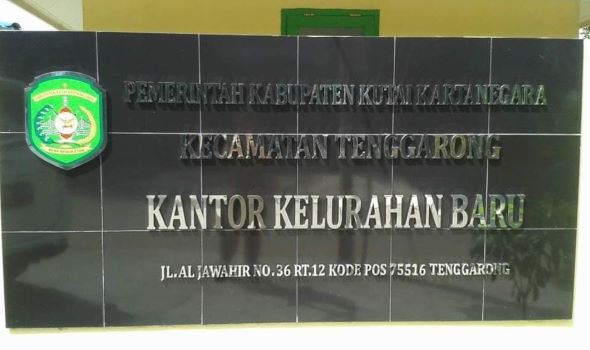 PEMERINTAH KABUPATEN KUTAI KARTANEGARA
KECAMATAN TENGGARONG
KANTOR KELURAHAN BARU
JL. AL JAWAHIR NO. 36 RT. 12 KODE POS 75516 TENGGARONG